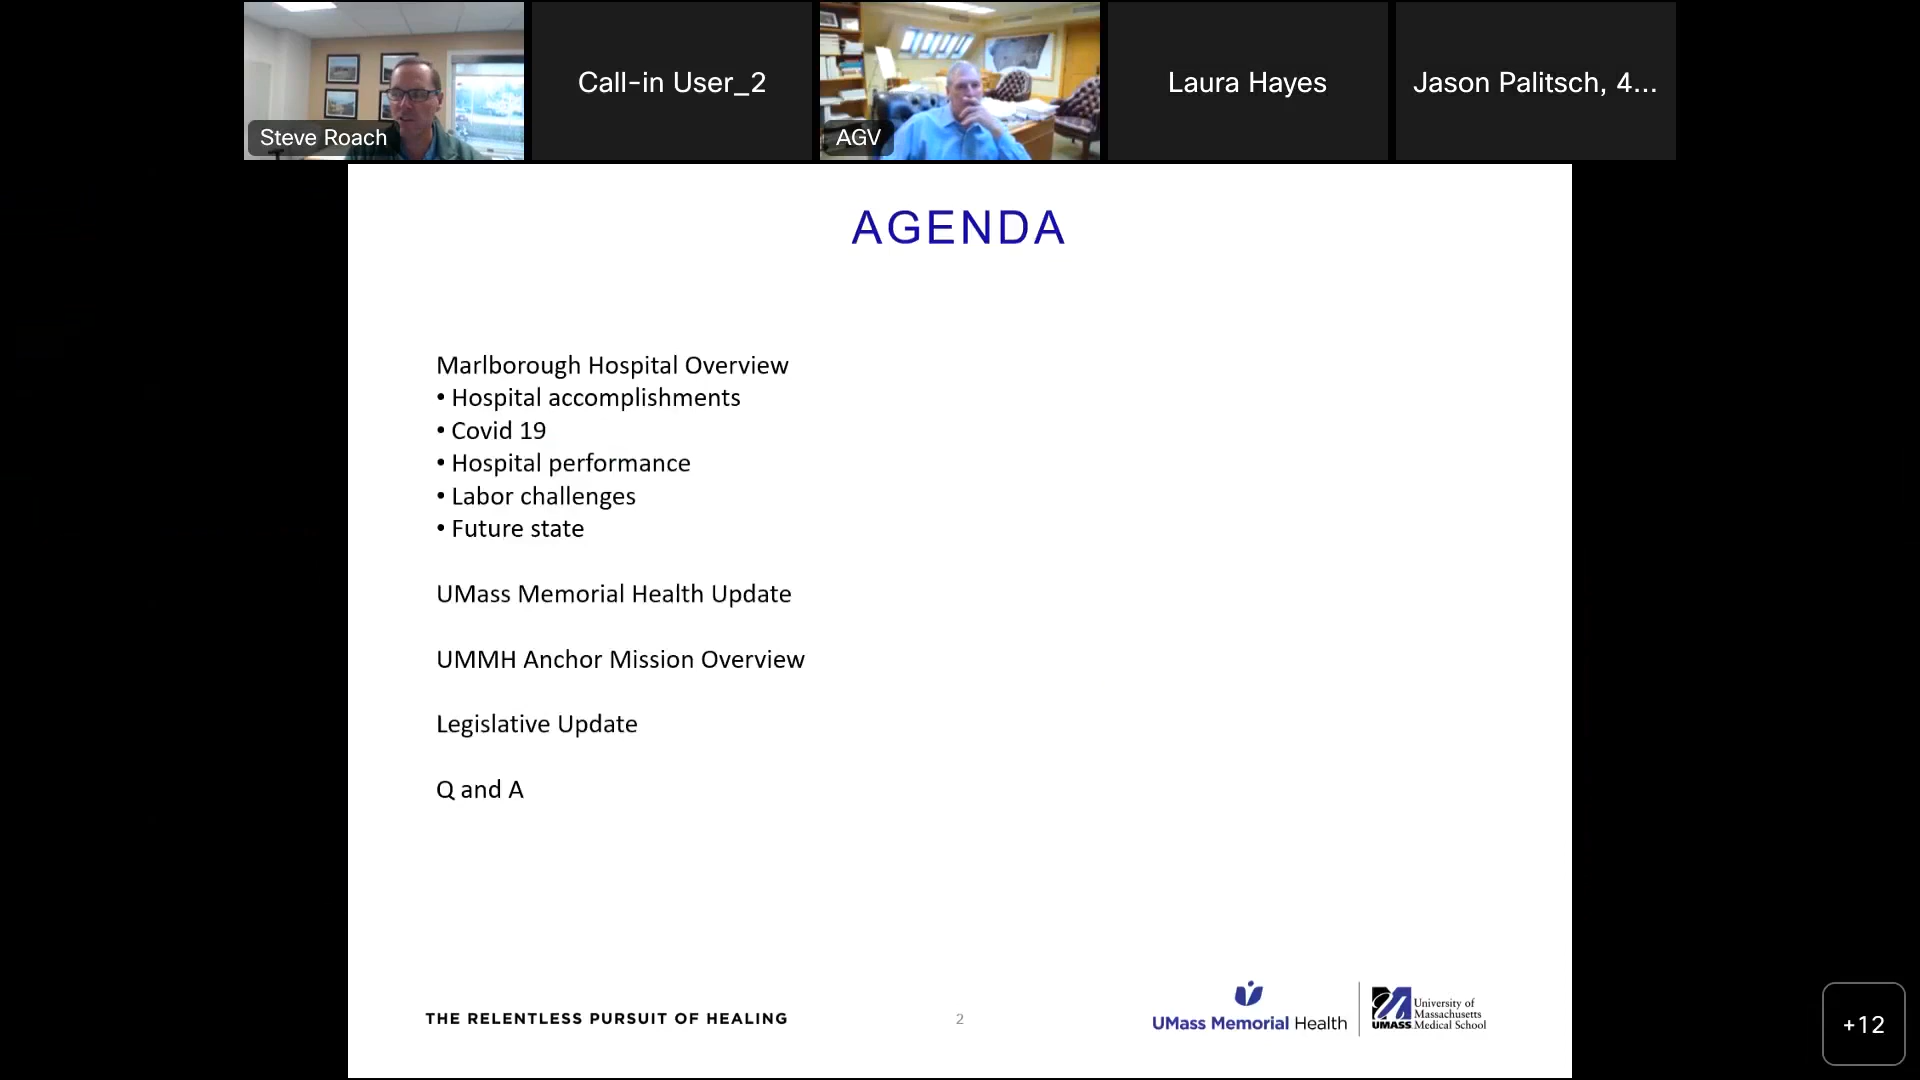 Steve Roach
Call-in User_2
AGV
Laura Hayes
Jason Palitsch, 4...
AGENDA
Marlborough Hospital Overview
• Hospital accomplishments
• Covid 19
• Hospital performance
• Labor challenges
• Future state
UMass Memorial Health Update
UMMH Anchor Mission Overview
Legislative Update
Q and A
THE RELENTLESS PURSUIT OF HEALING
2
UMass Memorial Health
UMASS
University of
Massachusetts
Medical School
+12